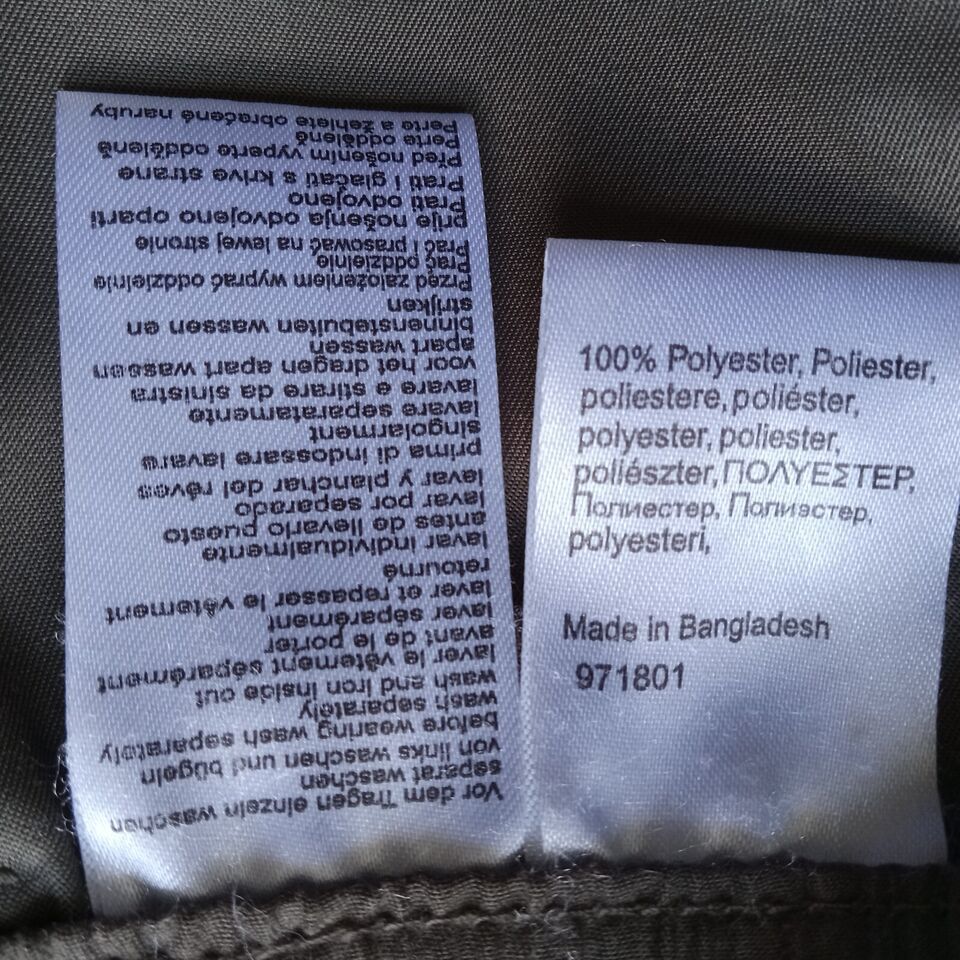 Vor dem Tragen einzeln waschen
separat waschen
von links waschen und bügeln
before wearing wash separately
wash separately
wash and iron inside out
laver le vêtement séparément
avant de le porter
laver séparément
laver et repasser le vêtement
retourné
lavar individualmente
antes de llevarlo puesto
lavar por separado
lavar y planchar del révés
prima di indossare lavare
singolarment
lavare separatamente
lavare e stirare da sinistra
voor het dragen apart wassen
apart wassen
binnenstebuiten wassen en
strijken
Przed założeniem wyprać oddzielnie
Prać oddzielnie
Prać i prasować na lewej stronie
prije nošenja odvojeno oparti
Prati odvojeno
Prati i glačati s krive strane
Před nošením vyperte odděleně
Perte odděleně
Perte a žehlete obráceně naruby
100% Polyester, Poliester,
poliestere, poliéster,
polyester, poliester,
poliészter, ΠΟΛΥΕΣΤΕΡ,
Полиестер, Полиэстер,
polyesteri,
Made in Bangladesh
971801